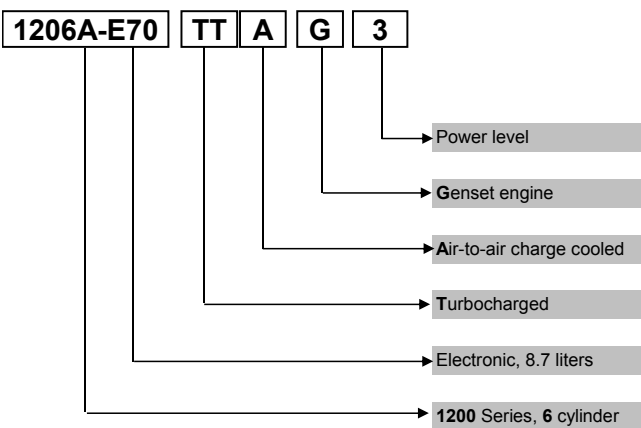 1206A-E70 TT A G 3
Power level
Genset engine
Air-to-air charge cooled
Turbocharged
Electronic, 8.7 liters
1200 Series, 6 cylinder